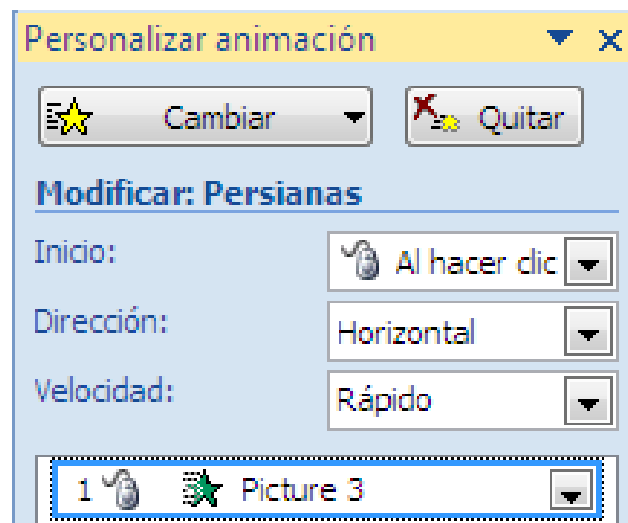 Personalizar animación
Cambiar Quitar
Modificar: Persianas
Inicio: Al hacer clic
Dirección: Horizontal
Velocidad: Rápido
1 Picture 3